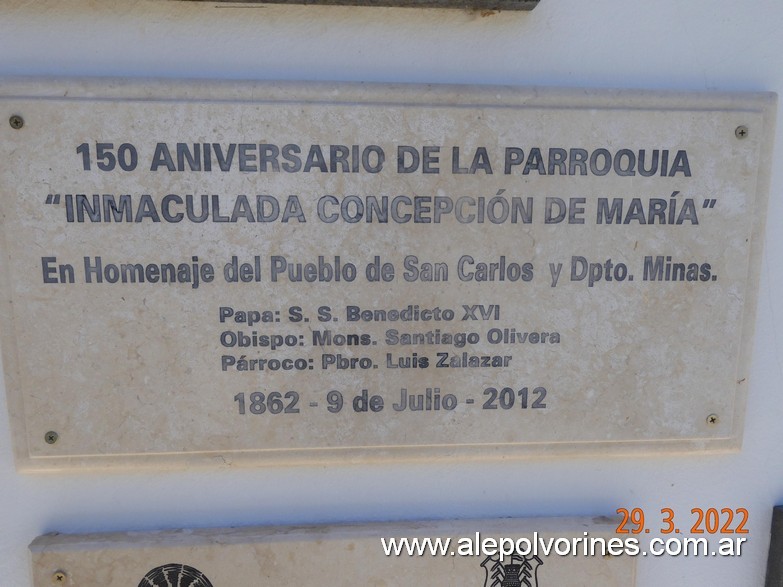 150 ANIVERSARIO DE LA PARROQUIA
“INMACULADA CONCEPCIÓN DE MARÍA”
En Homenaje del Pueblo de San Carlos y Dpto. Minas.
Papa: S. S. Benedicto XVI
Obispo: Mons. Santiago Olivera
Párroco: Pbro. Luis Zalazar
1862 - 9 de Julio - 2012
29. 3. 2022
www.alepolvorines.com.ar